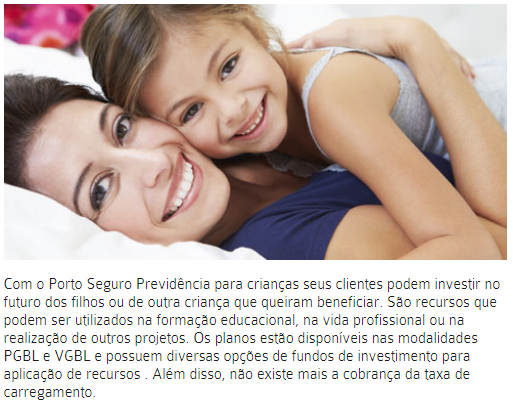 Com o Porto Seguro Previdência para crianças seus clientes podem investir no
futuro dos filhos ou de outra criança que queiram beneficiar. São recursos que
podem ser utilizados na formação educacional, na vida profissional ou na
realização de outros projetos. Os planos estão disponíveis nas modalidades
PGBL e VGBL e possuem diversas opções de fundos de investimento para
aplicação de recursos . Além disso, não existe mais a cobrança da taxa de
carregamento.